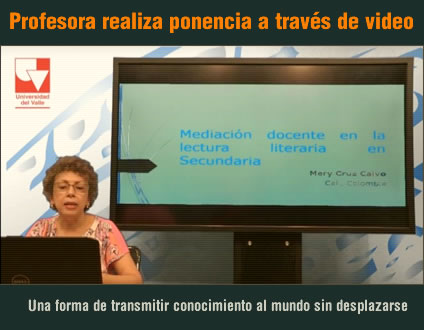 Profesora realiza ponencia a través de video
Universidad
del Valle
Mediación docente en la
lectura literaria en
Secundaria
Mery Cruz Calvo
Cali, Colombia
DELL
Una forma de transmitir conocimiento al mundo sin desplazarse